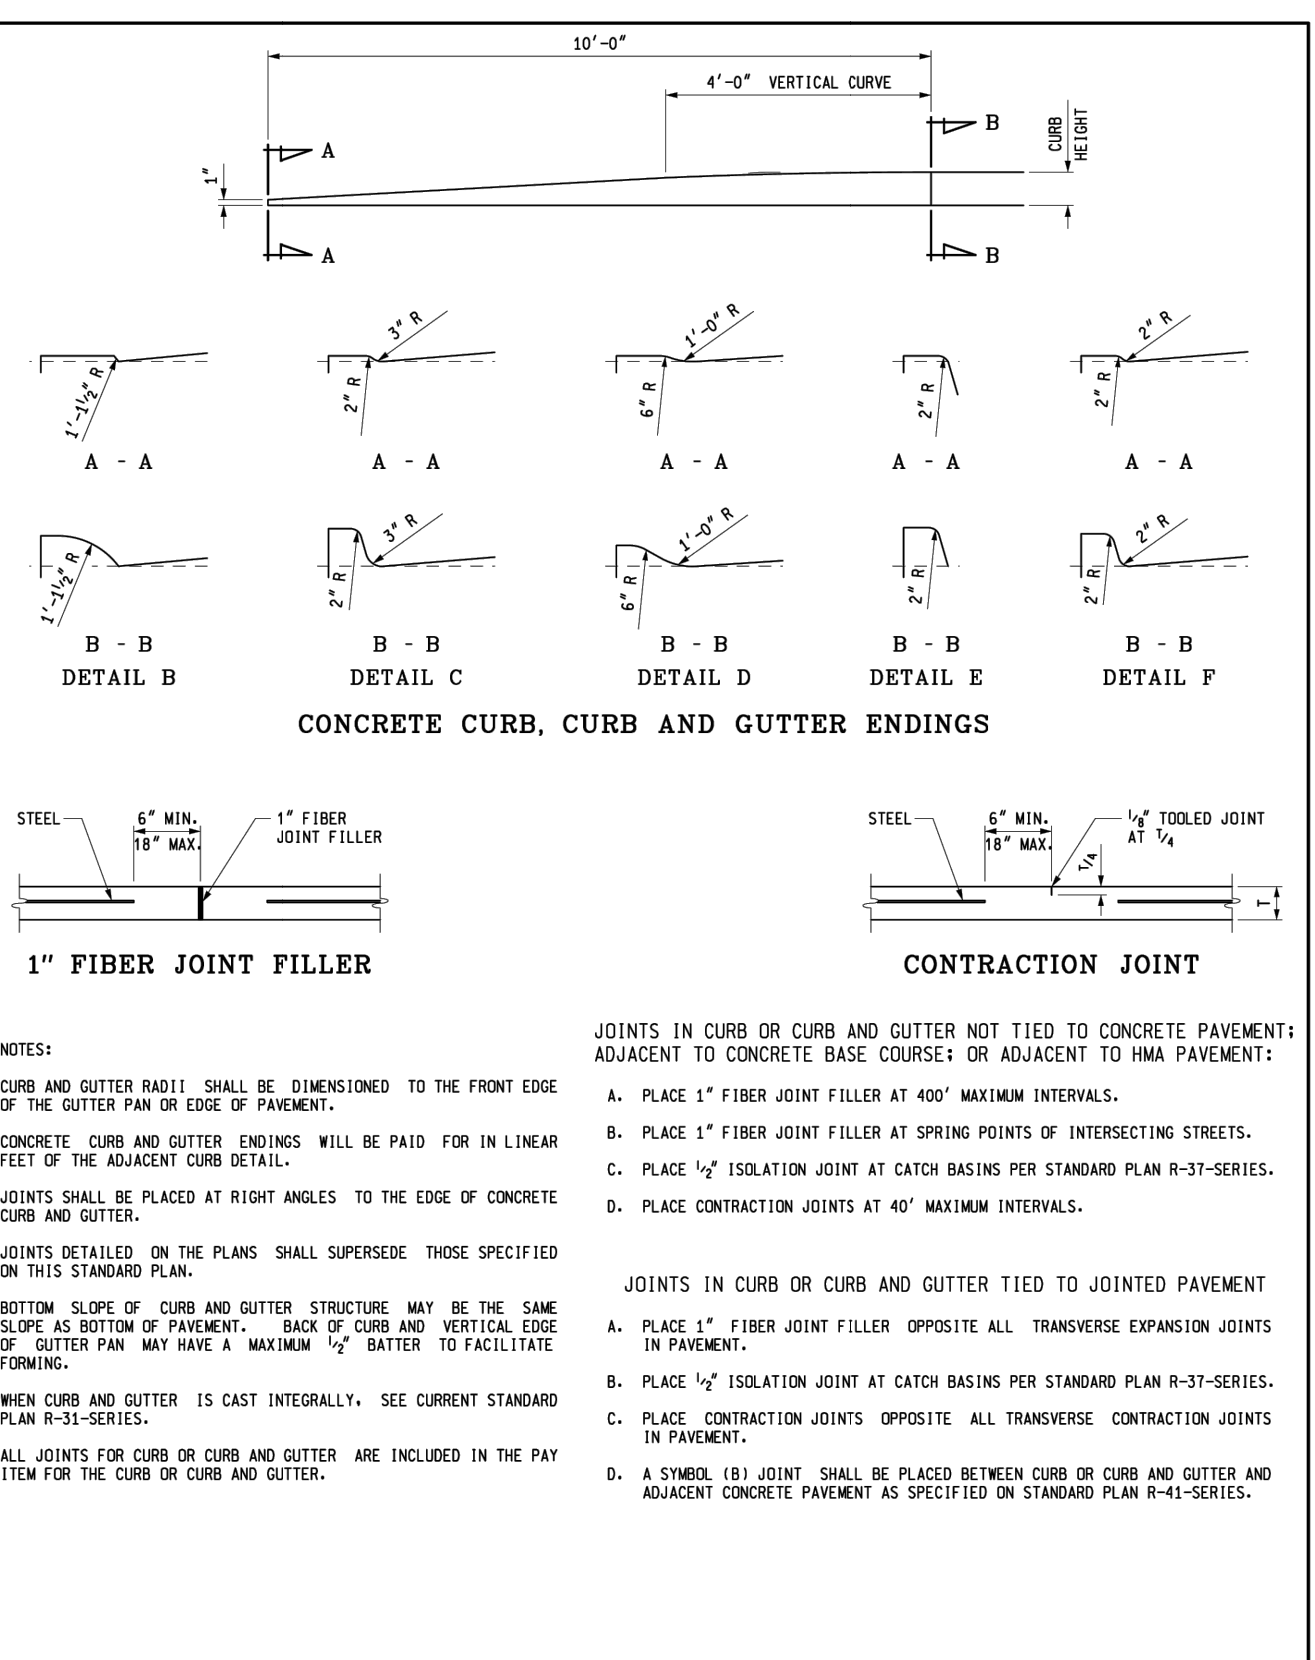 10'-0"
4'-0" VERTICAL CURVE
B
CURB
HEIGHT
A
1"
A
B
3" R
1'-0" R
2" R
1'-1½" R
2" R
6" R
2" R
2" R
A - A
A - A
A - A
A - A
A - A
3" R
1'-0" R
2" R
1'-1½" R
2" R
6" R
2" R
2" R
B - B
B - B
B - B
B - B
B - B
DETAIL B
DETAIL C
DETAIL D
DETAIL E
DETAIL F
CONCRETE CURB, CURB AND GUTTER ENDINGS
STEEL
6" MIN.
18" MAX.
1" FIBER
JOINT FILLER
1" FIBER JOINT FILLER
STEEL
6" MIN.
18" MAX.
1/8" TOOLED JOINT
AT T/4
T/4
T
CONTRACTION JOINT
NOTES:
CURB AND GUTTER RADII SHALL BE DIMENSIONED TO THE FRONT EDGE
OF THE GUTTER PAN OR EDGE OF PAVEMENT.
CONCRETE CURB AND GUTTER ENDINGS WILL BE PAID FOR IN LINEAR
FEET OF THE ADJACENT CURB DETAIL.
JOINTS SHALL BE PLACED AT RIGHT ANGLES TO THE EDGE OF CONCRETE
CURB AND GUTTER.
JOINTS DETAILED ON THE PLANS SHALL SUPERSEDE THOSE SPECIFIED
ON THIS STANDARD PLAN.
BOTTOM SLOPE OF CURB AND GUTTER STRUCTURE MAY BE THE SAME
SLOPE AS BOTTOM OF PAVEMENT. BACK OF CURB AND VERTICAL EDGE
OF GUTTER PAN MAY HAVE A MAXIMUM 1/2" BATTER TO FACILITATE
FORMING.
WHEN CURB AND GUTTER IS CAST INTEGRALLY, SEE CURRENT STANDARD
PLAN R-31-SERIES.
ALL JOINTS FOR CURB OR CURB AND GUTTER ARE INCLUDED IN THE PAY
ITEM FOR THE CURB OR CURB AND GUTTER.
JOINTS IN CURB OR CURB AND GUTTER NOT TIED TO CONCRETE PAVEMENT;
ADJACENT TO CONCRETE BASE COURSE; OR ADJACENT TO HMA PAVEMENT:
A. PLACE 1" FIBER JOINT FILLER AT 400' MAXIMUM INTERVALS.
B. PLACE 1" FIBER JOINT FILLER AT SPRING POINTS OF INTERSECTING STREETS.
C. PLACE 1/2" ISOLATION JOINT AT CATCH BASINS PER STANDARD PLAN R-37-SERIES.
D. PLACE CONTRACTION JOINTS AT 40' MAXIMUM INTERVALS.
JOINTS IN CURB OR CURB AND GUTTER TIED TO JOINTED PAVEMENT
A. PLACE 1" FIBER JOINT FILLER OPPOSITE ALL TRANSVERSE EXPANSION JOINTS
IN PAVEMENT.
B. PLACE 1/2" ISOLATION JOINT AT CATCH BASINS PER STANDARD PLAN R-37-SERIES.
C. PLACE CONTRACTION JOINTS OPPOSITE ALL TRANSVERSE CONTRACTION JOINTS
IN PAVEMENT.
D. A SYMBOL (B) JOINT SHALL BE PLACED BETWEEN CURB OR CURB AND GUTTER AND
ADJACENT CONCRETE PAVEMENT AS SPECIFIED ON STANDARD PLAN R-41-SERIES.